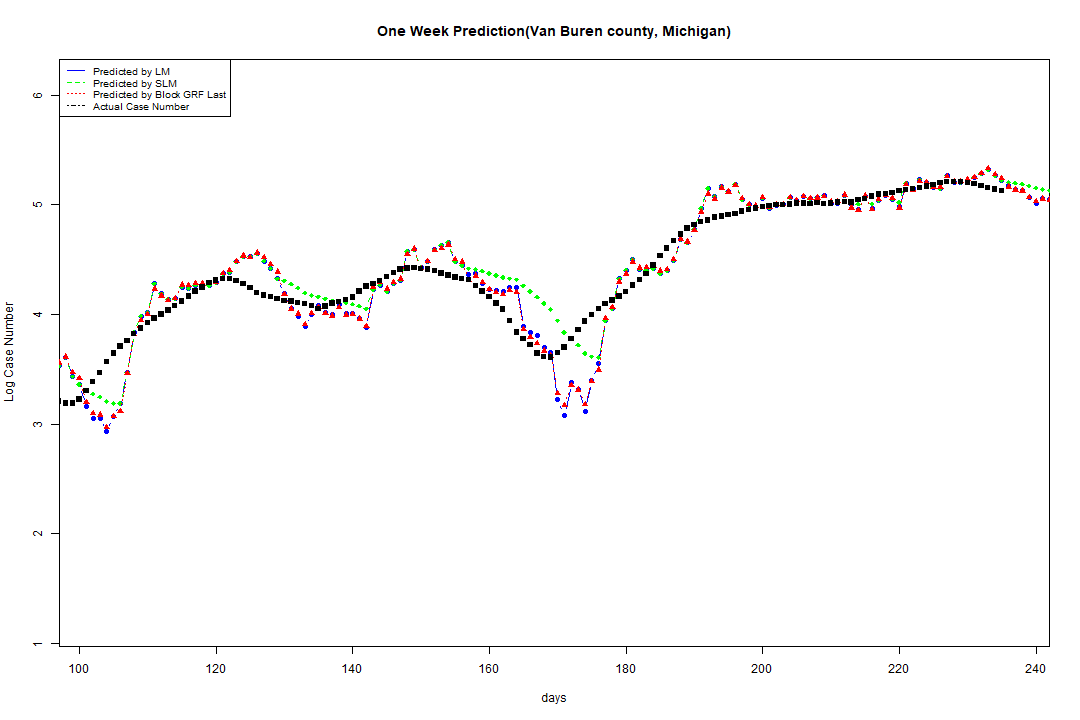 One Week Prediction(Van Buren county, Michigan)
Predicted by LM
Predicted by SLM
Predicted by Block GRF Last
Actual Case Number
6
5
4
3
2
1
Log Case Number
100 120 140 160 180 200 220 240
days